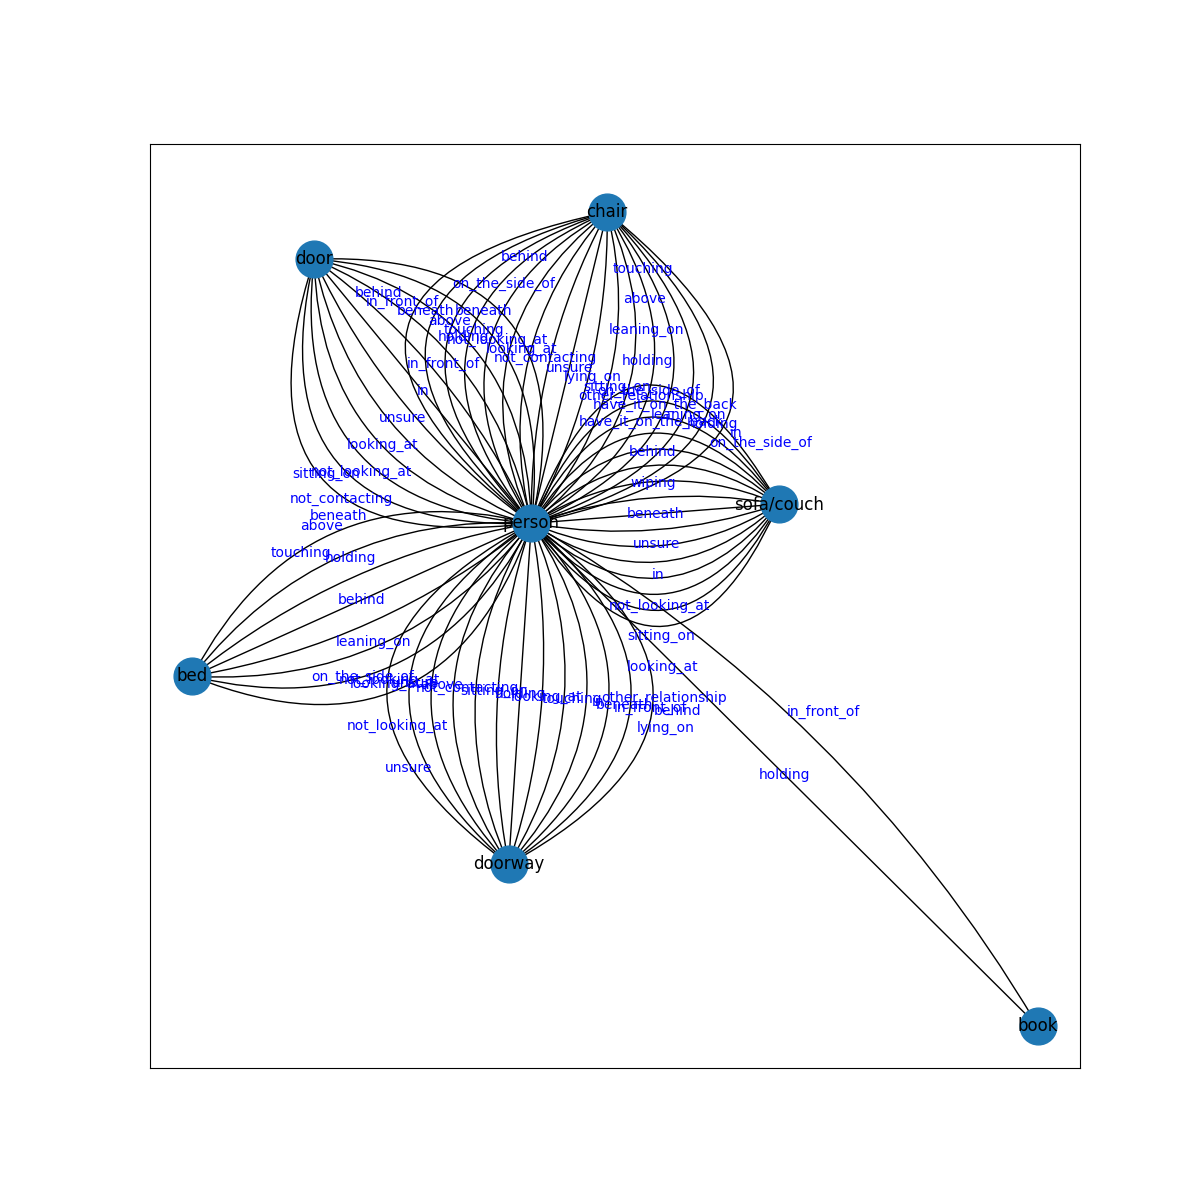 chair
door
behind
touching
on_the_side_of
behind
in_front_of
above
beneath
beneath
above
touching
leaning_on
not_looking_at
looking_at
not_contacting
holding
in_front_of
unsure
lying_on
in
sitting_on
on_the_side_of
other_relationship
have_it_on_the_back
leaning_on
unsure
have_it_on_the_back
holding
in
on_the_side_of
looking_at
behind
sitting_on
not_looking_at
wiping
not_contacting
sofa/couch
beneath
beneath
person
above
unsure
touching
holding
in
behind
not_looking_at
sitting_on
leaning_on
looking_at
bed
on_the_side_of
not_looking_at
above
not_contacting
sitting_on
holding
looking_at
touching
beneath
other_relationship
in_front_of
behind
in_front_of
not_looking_at
lying_on
unsure
holding
doorway
book